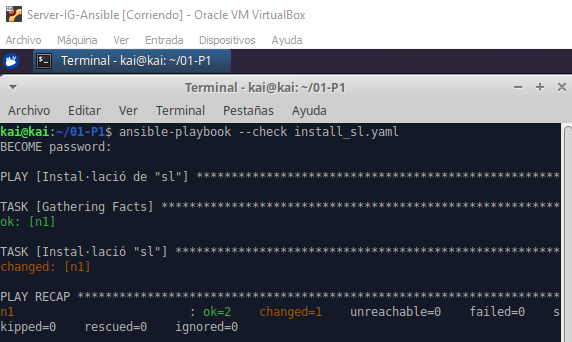 Server-IG-Ansible [Corriendo] - Oracle VM VirtualBox
Archivo Máquina Ver Entrada Dispositivos Ayuda
Terminal - kai@kai: ~/01-P1
Terminal - kai@kai: ~/01-P1
Archivo Editar Ver Terminal Pestañas Ayuda
kai@kai:~/01-P1$ ansible-playbook --check install_sl.yaml
BECOME password:
PLAY [Instal·lació de "sl"] ****************************************************
TASK [Gathering Facts] *********************************************************
ok: [n1]
TASK [Instal·lació "sl"] *******************************************************
changed: [n1]
PLAY RECAP *********************************************************************
n1 : ok=2 changed=1 unreachable=0 failed=0 s
kipped=0 rescued=0 ignored=0